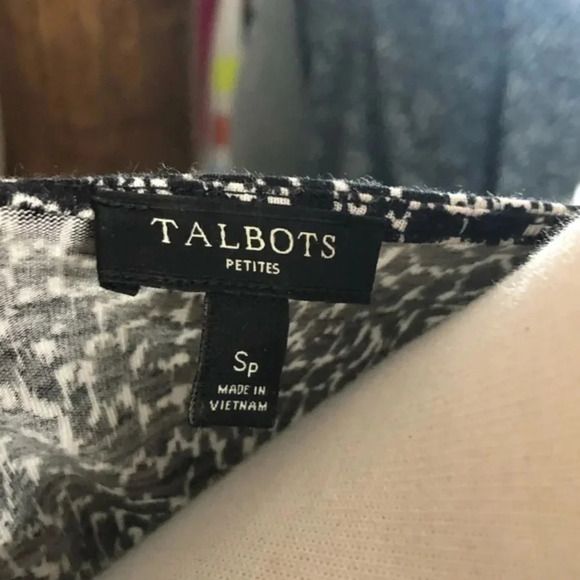 TALBOTS
PETITES
Sp
MADE IN
VIETNAM